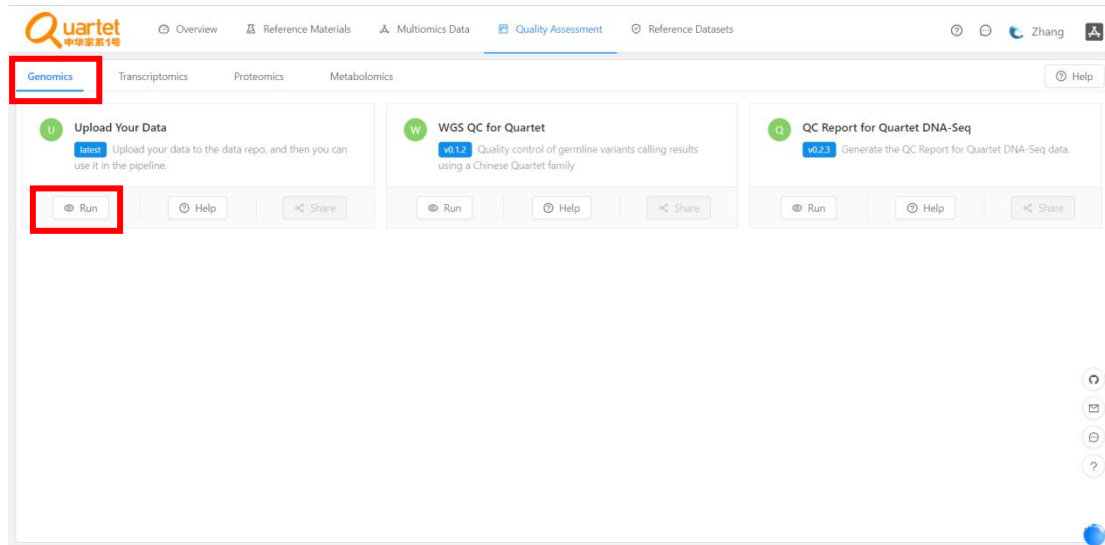 Quartet
中华家系1号
Overview
Reference Materials
Multiomics Data
Quality Assessment
Reference Datasets
Zhang
Genomics
Transcriptomics
Proteomics
Metabolomics
Help
U
Upload Your Data
latest Upload your data to the data repo, and then you can
use it in the pipeline.
Run
Help
Share
W
WGS QC for Quartet
v0.1.2 Quality control of germline variants calling results
using a Chinese Quartet family
Run
Help
Share
Q
QC Report for Quartet DNA-Seq
v0.2.3 Generate the QC Report for Quartet DNA-Seq data.
Run
Help
Share